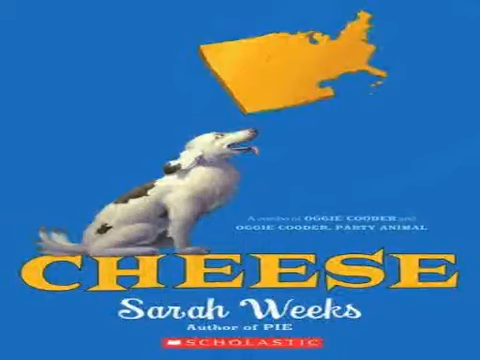 A combo of OGGIE COODER and
OGGIE COODER, PARTY ANIMAL
CHEESE
Sarah Weeks
Author of PIE
SCHOLASTIC